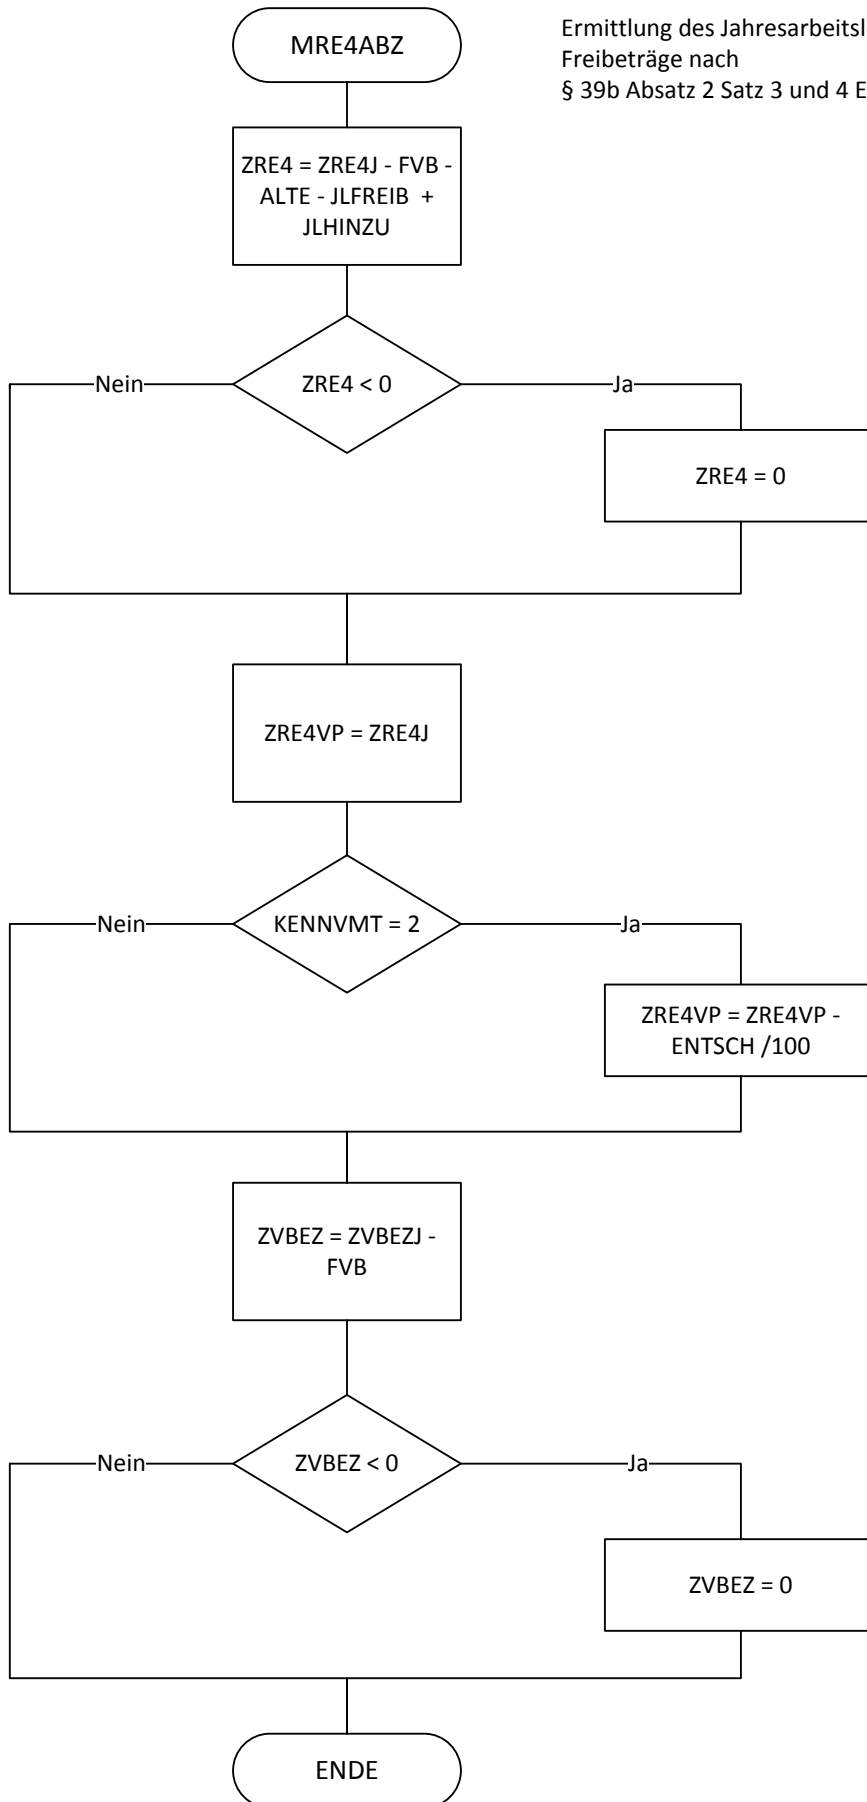 MRE4ABZ
Ermittlung des Jahresarbeitsl
Freibeträge nach
§ 39b Absatz 2 Satz 3 und 4 E
ZRE4 = ZRE4J - FVB -
ALTE - JLFREIB +
JLHINZU
Nein
ZRE4 < 0
Ja
ZRE4 = 0
ZRE4VP = ZRE4J
Nein
KENNVMT = 2
Ja
ZRE4VP = ZRE4VP -
ENTSCH /100
ZVBEZ = ZVBEZJ -
FVB
Nein
ZVBEZ < 0
Ja
ZVBEZ = 0
ENDE